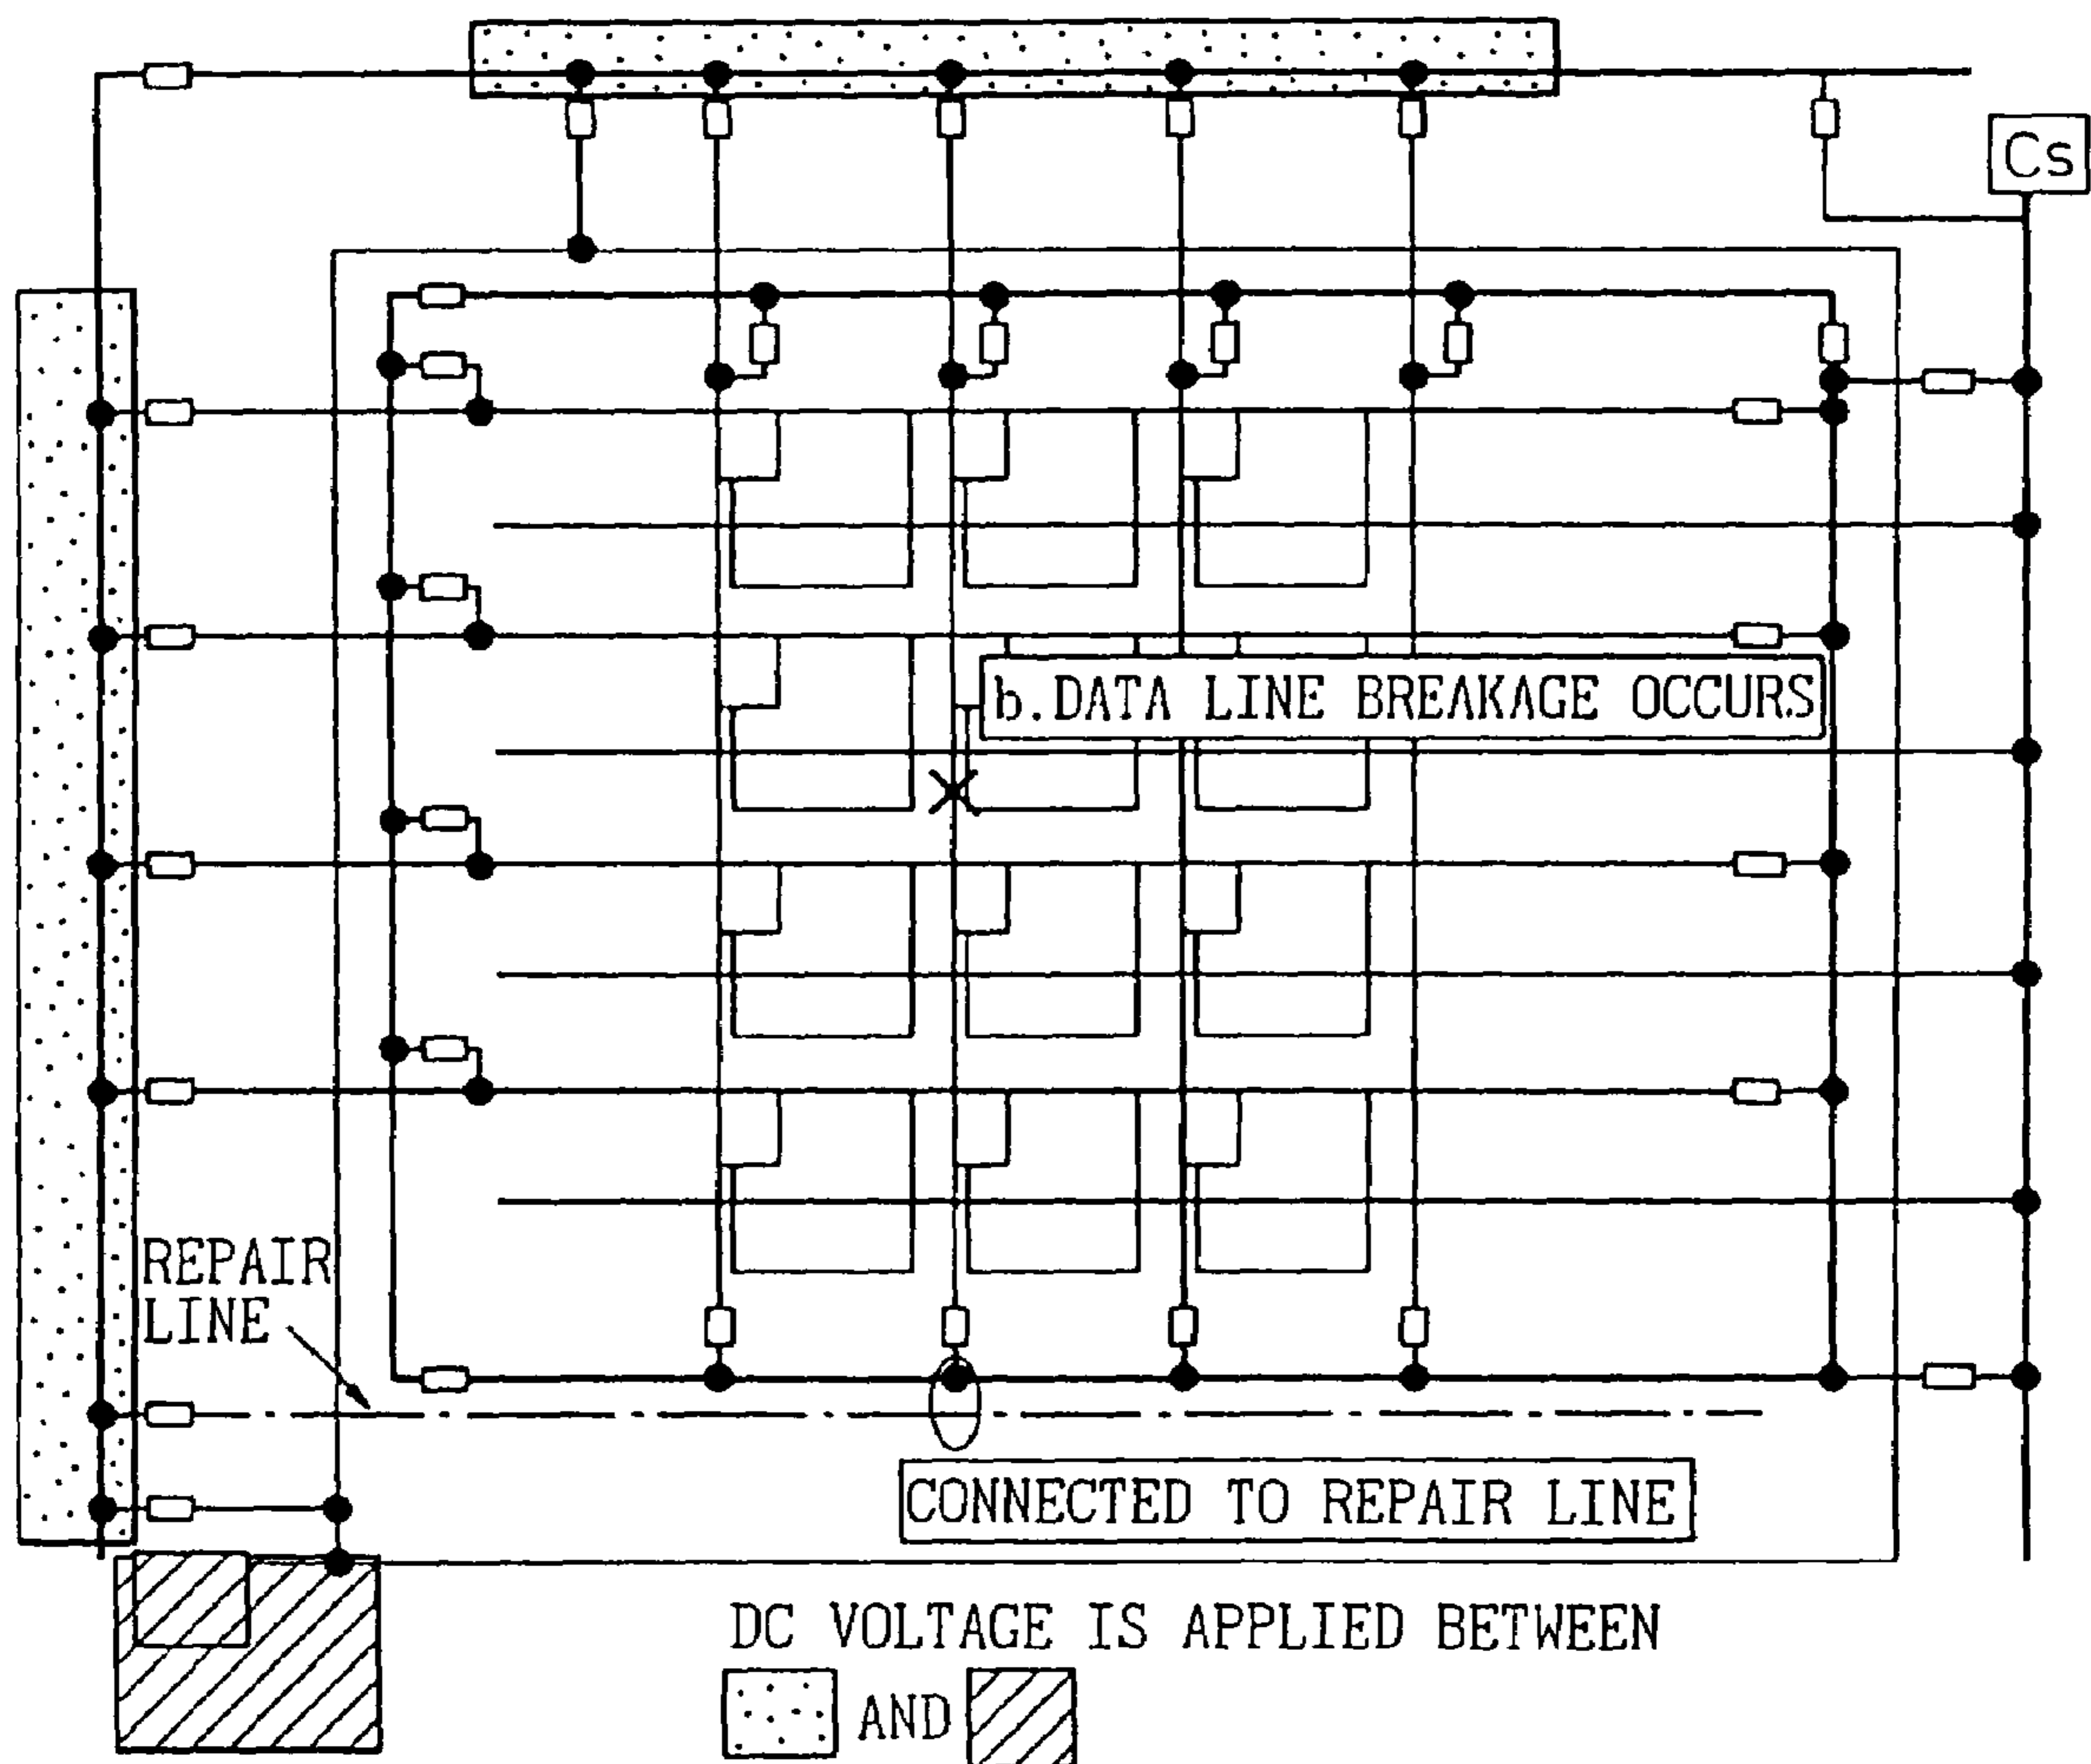 Cs
b. DATA LINE BREAKAGE OCCURS
REPAIR
LINE
CONNECTED TO REPAIR LINE
DC VOLTAGE IS APPLIED BETWEEN
AND